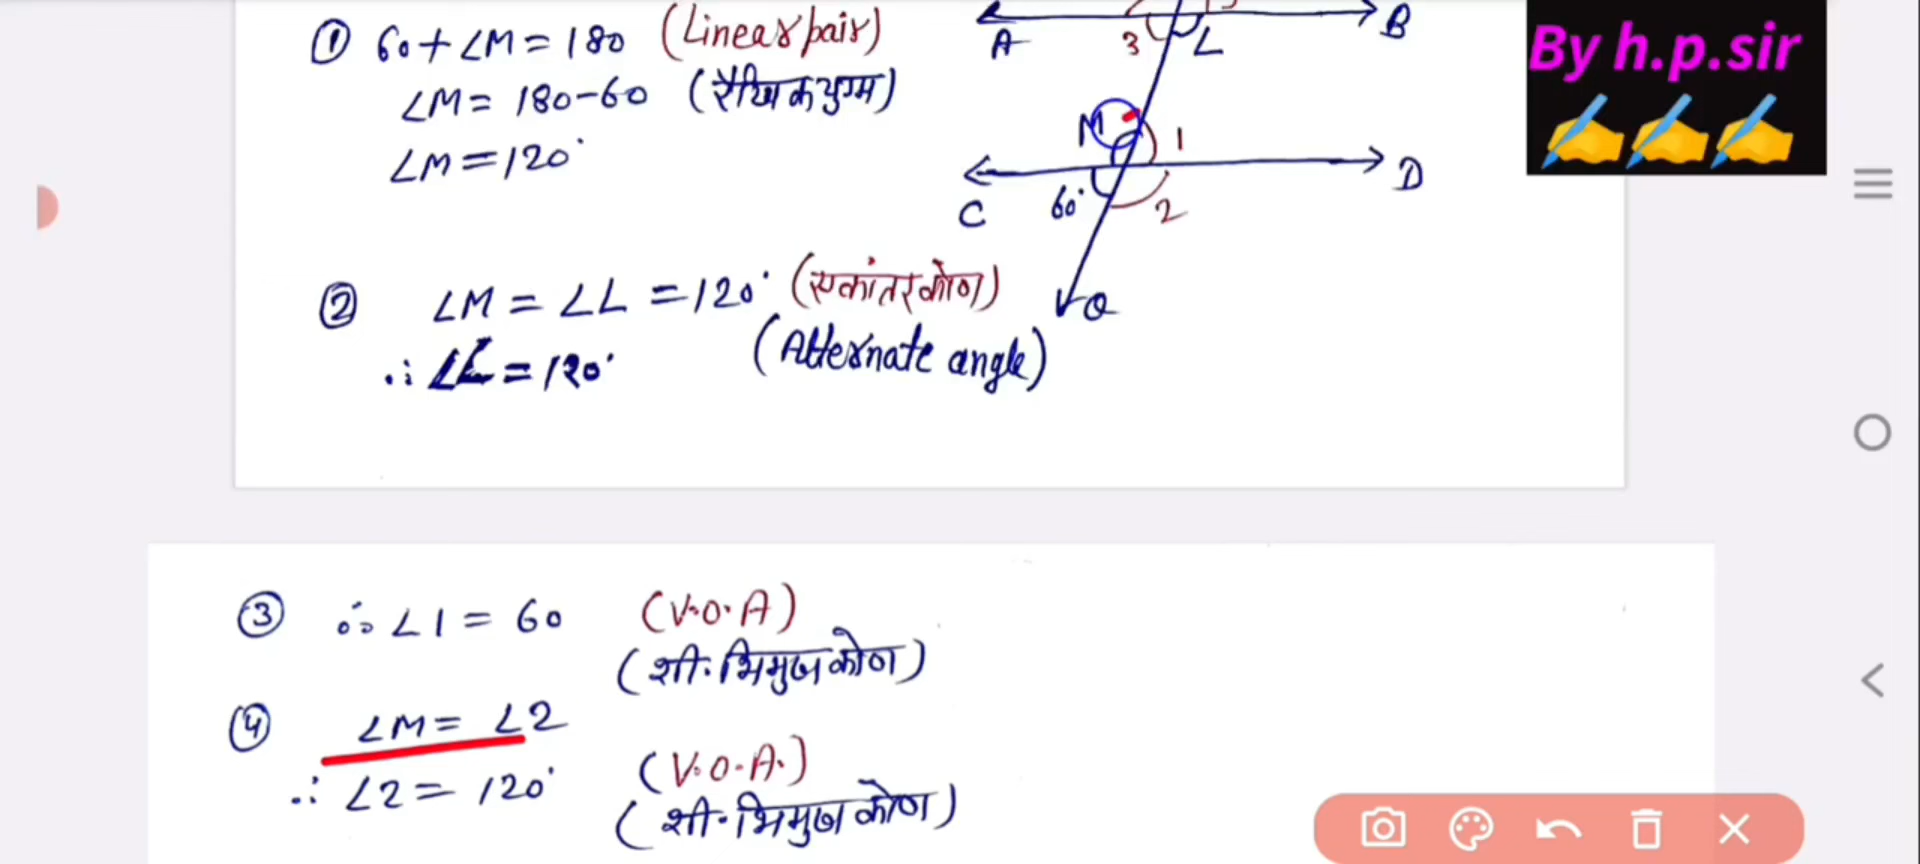 ① 60+∠M=180 (Linear pair)
∠M= 180-60 (रैखिक युग्म)
∠M=120°
A B
3 L
M 1
C D
60° 2
Q
By h.p.sir
✍✍✍
② ∠M = ∠L =120° (एकांतर कोण)
∴ ∠L=120° (Alternate angle)
③ ∴ ∠1= 60 (V.O.A)
(शी.भिमुख कोण)
④ ∠M= ∠2
∴ ∠2= 120° (V.O.A.)
(शी.भिमुख कोण)